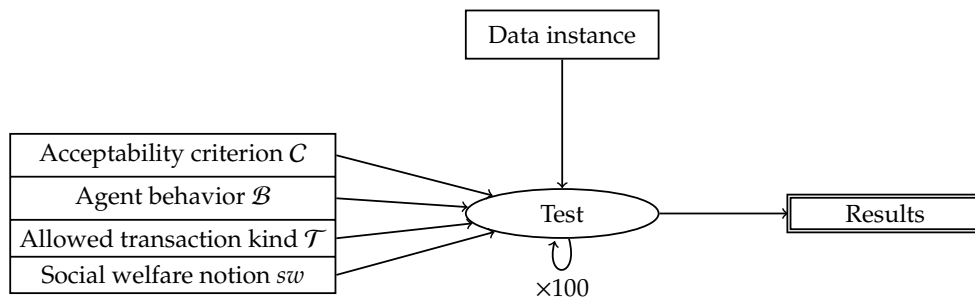 Data instance
Acceptability criterion C
Agent behavior B
Allowed transaction kind T
Social welfare notion sw
Test
Results
×100